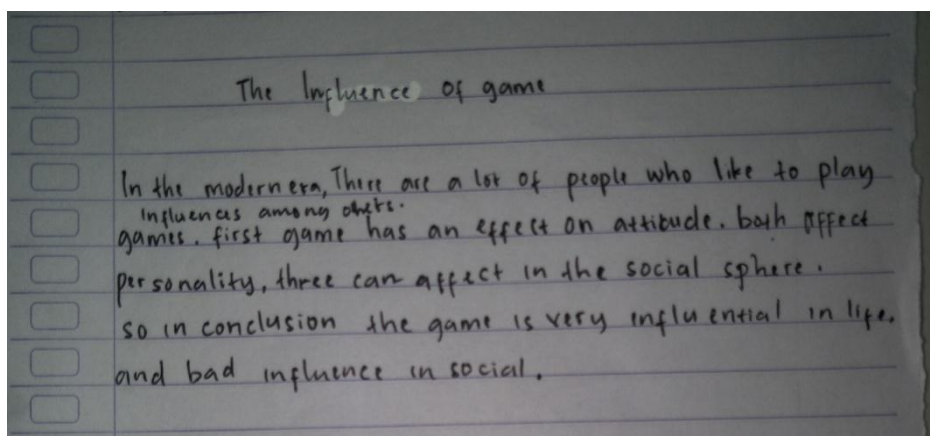 The Influence of game
In the modern era, There are a lot of people who like to play
influences among others.
games. first game has an effect on attitude. both affect
personality, three can affect in the social sphere.
so in conclusion the game is very influential in life.
and bad influence in social.